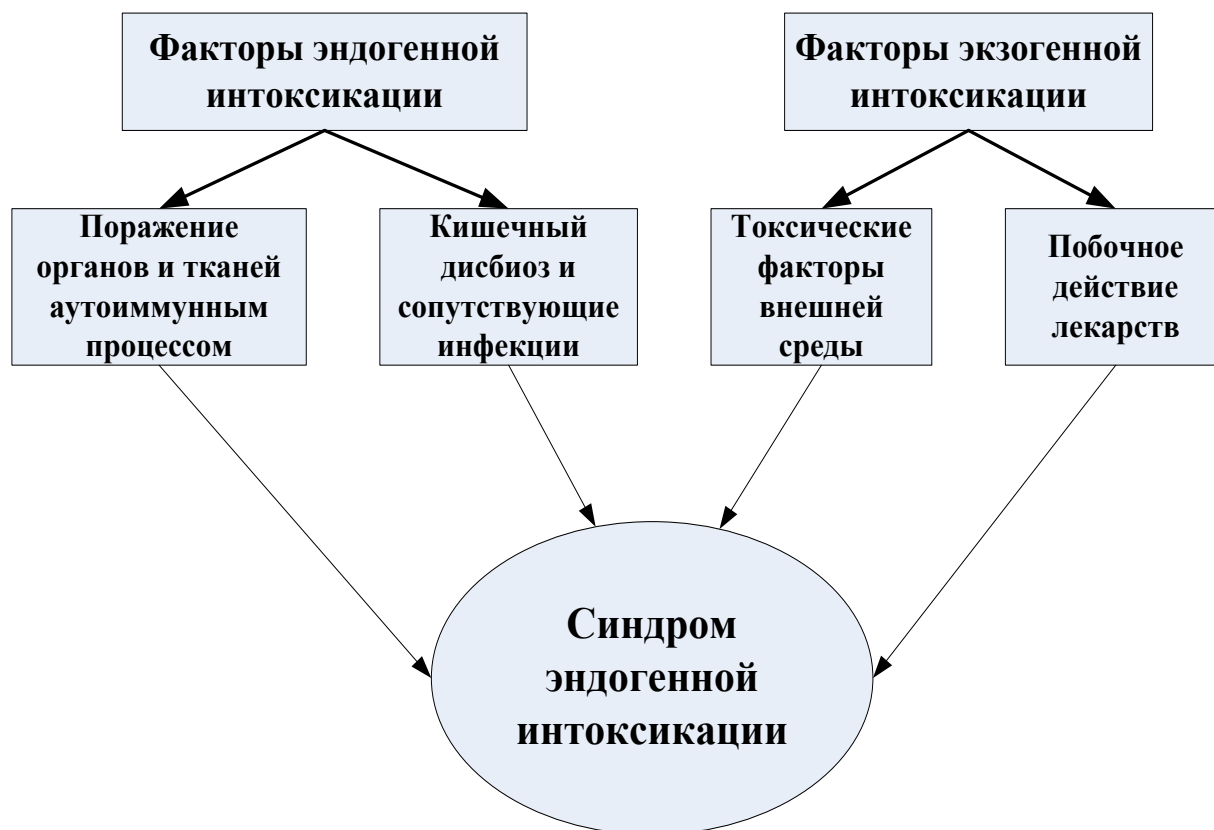 Факторы эндогенной
интоксикации
Факторы экзогенной
интоксикации
Поражение
органов и тканей
аутоиммунным
процессом
Кишечный
дисбиоз и
сопутствующие
инфекции
Токсические
факторы
внешней
среды
Побочное
действие
лекарств
Синдром
эндогенной
интоксикации